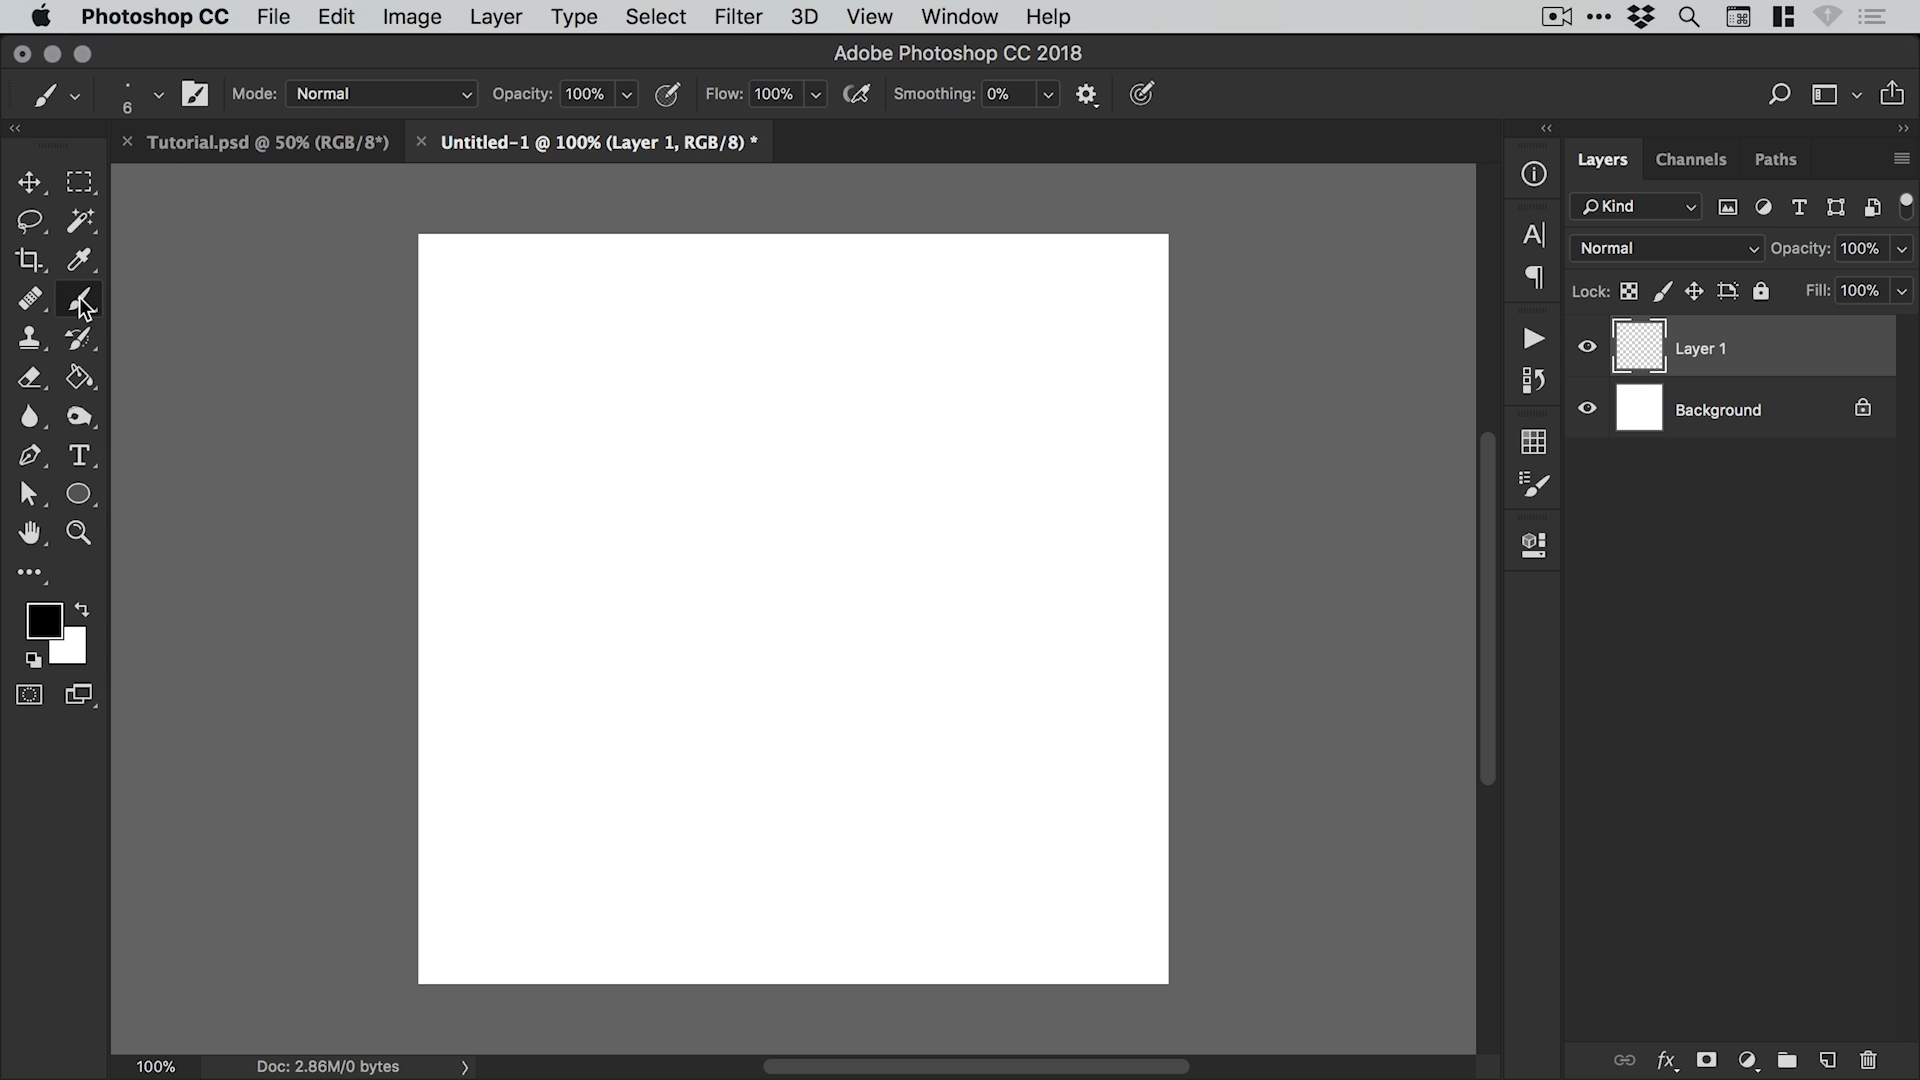 Photoshop CC File Edit Image Layer Type Select Filter 3D View Window Help
Adobe Photoshop CC 2018
6 Mode: Normal Opacity: 100% Flow: 100% Smoothing: 0%
Tutorial.psd @ 50% (RGB/8*) Untitled-1 @ 100% (Layer 1, RGB/8) *
Layers Channels Paths
Kind
Normal Opacity: 100%
Lock: Fill: 100%
Layer 1
Background
100% Doc: 2.86M/0 bytes